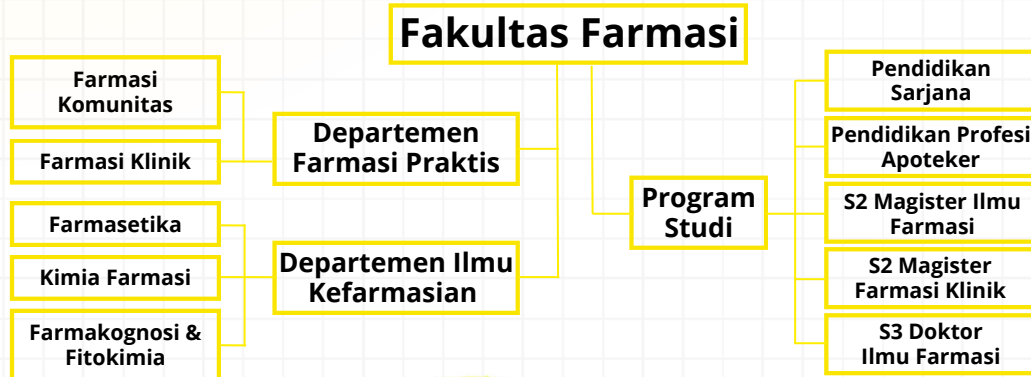 Fakultas Farmasi
Farmasi
Komunitas
Farmasi Klinik
Departemen
Farmasi Praktis
Farmasetika
Kimia Farmasi
Farmakognosi &
Fitokimia
Departemen Ilmu
Kefarmasian
Program
Studi
Pendidikan
Sarjana
Pendidikan Profesi
Apoteker
S2 Magister Ilmu
Farmasi
S2 Magister
Farmasi Klinik
S3 Doktor
Ilmu Farmasi